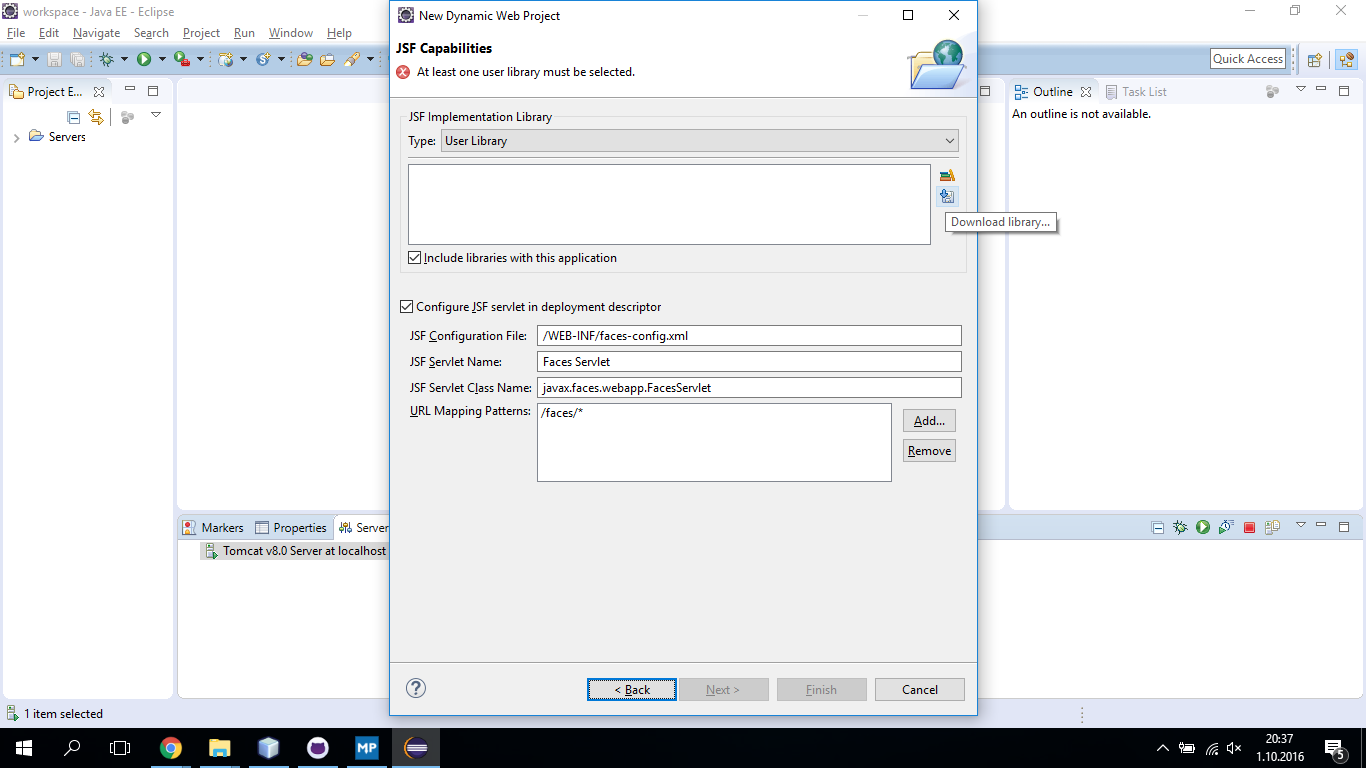 workspace - Java EE - Eclipse
New Dynamic Web Project
File Edit Navigate Search Project Run Window Help
JSF Capabilities
At least one user library must be selected.
Quick Access
Project E...
Outline
Task List
An outline is not available.
Servers
JSF Implementation Library
Type: User Library
Download library...
Include libraries with this application
Configure JSF servlet in deployment descriptor
JSF Configuration File: /WEB-INF/faces-config.xml
JSF Servlet Name: Faces Servlet
JSF Servlet Class Name: javax.faces.webapp.FacesServlet
URL Mapping Patterns: /faces/*
Add...
Remove
Markers Properties Server
Tomcat v8.0 Server at localhost
< Back Next > Finish Cancel
1 item selected
MP
20:37
1.10.2016
5